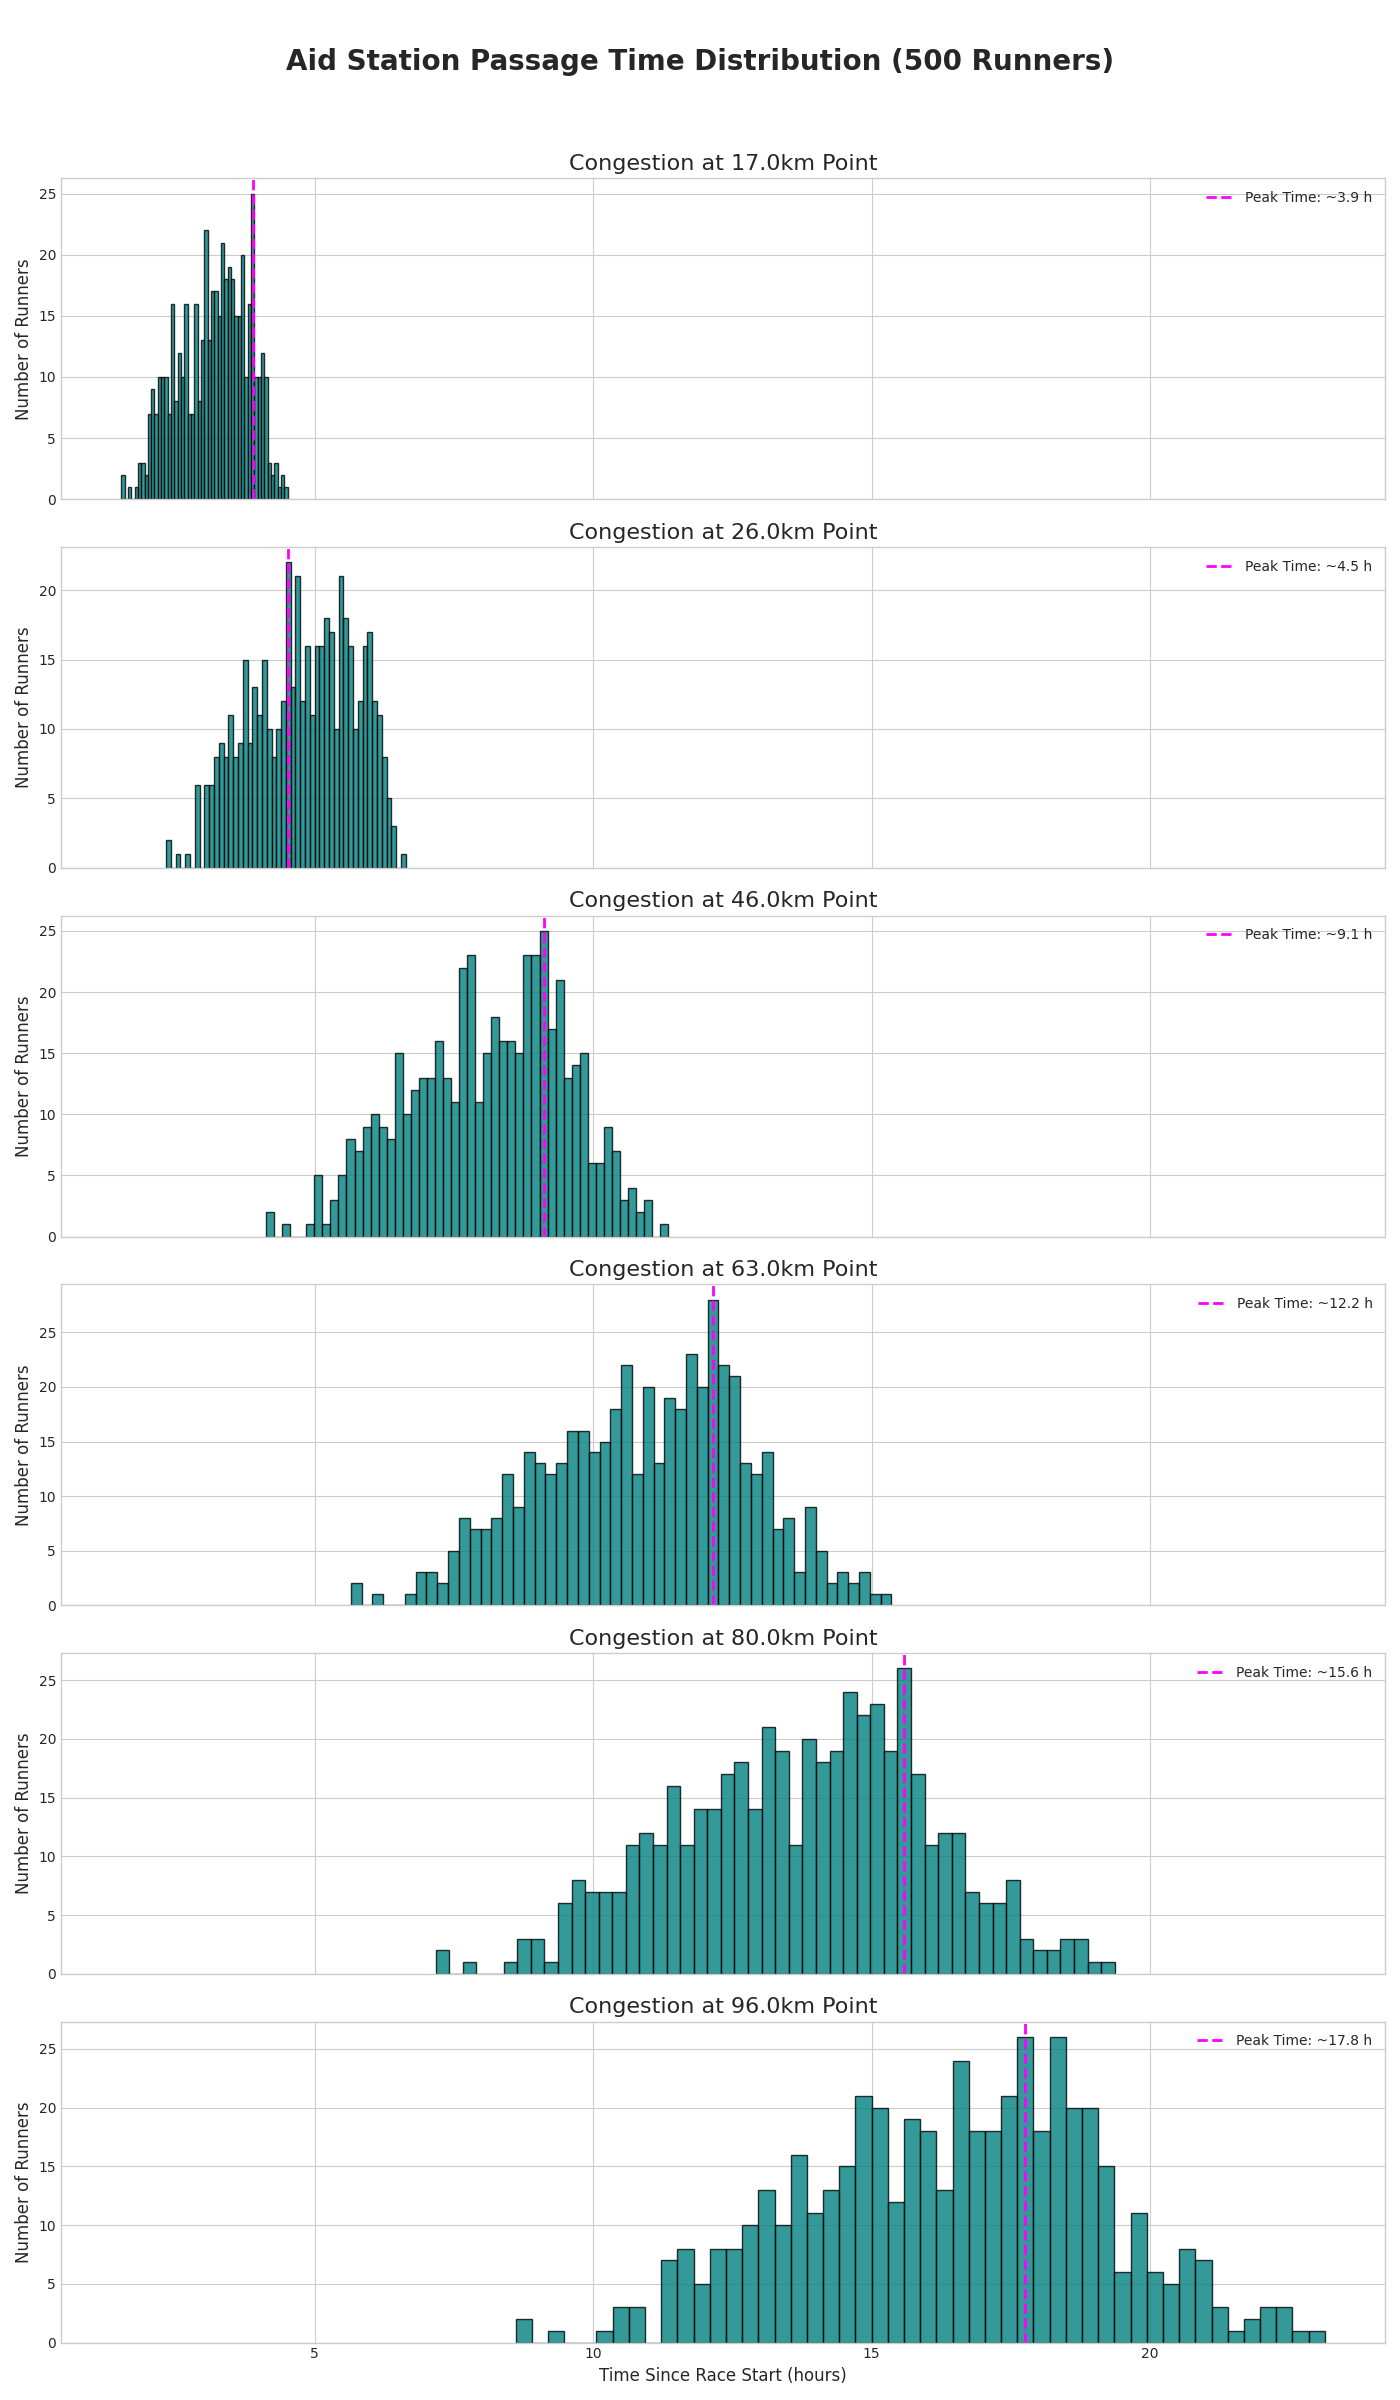 Aid Station Passage Time Distribution (500 Runners)
Congestion at 17.0km Point
Number of Runners
25
20
15
10
5
0
Peak Time: ~3.9 h
Congestion at 26.0km Point
Number of Runners
20
15
10
5
0
Peak Time: ~4.5 h
Congestion at 46.0km Point
Number of Runners
25
20
15
10
5
0
Peak Time: ~9.1 h
Congestion at 63.0km Point
Number of Runners
25
20
15
10
5
0
Peak Time: ~12.2 h
Congestion at 80.0km Point
Number of Runners
25
20
15
10
5
0
Peak Time: ~15.6 h
Congestion at 96.0km Point
Number of Runners
25
20
15
10
5
0
Peak Time: ~17.8 h
5 10 15 20
Time Since Race Start (hours)